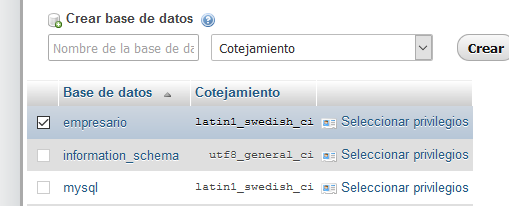 Crear base de datos
Nombre de la base de da
Cotejamiento
Crear
Base de datos Cotejamiento
empresario latin1_swedish_ci Seleccionar privilegios
information_schema utf8_general_ci Seleccionar privilegios
mysql latin1_swedish_ci Seleccionar privilegios